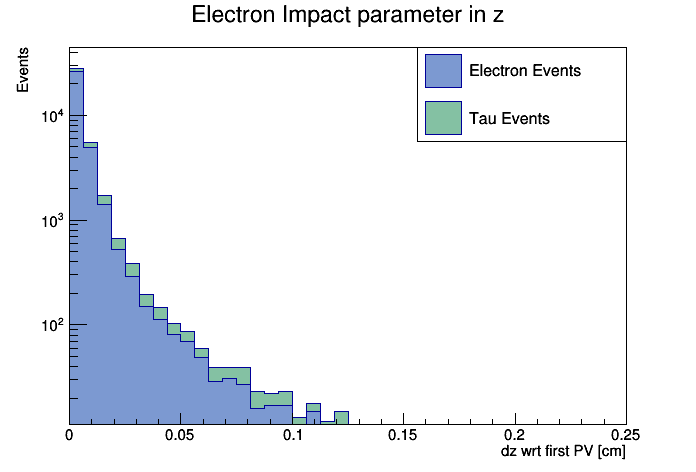 Electron Impact parameter in z
Events
Electron Events
Tau Events
10^4
10^3
10^2
0 0.05 0.1 0.15 0.2 0.25
dz wrt first PV [cm]